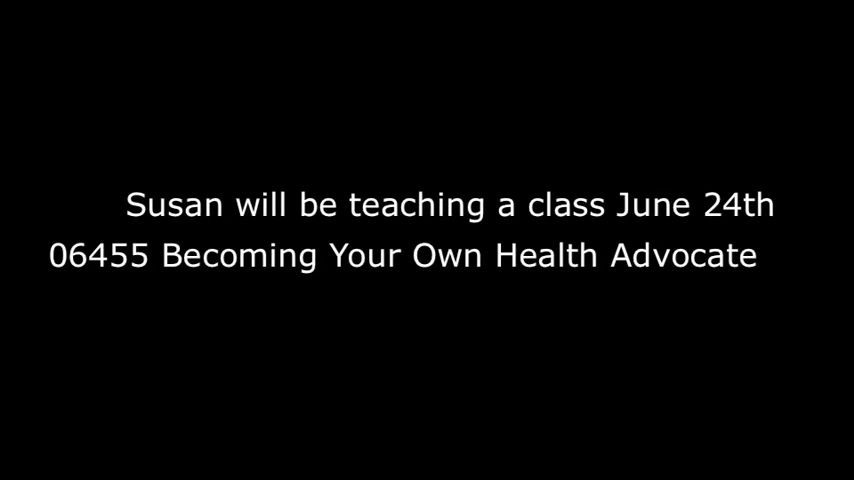 Susan will be teaching a class June 24th
06455 Becoming Your Own Health Advocate